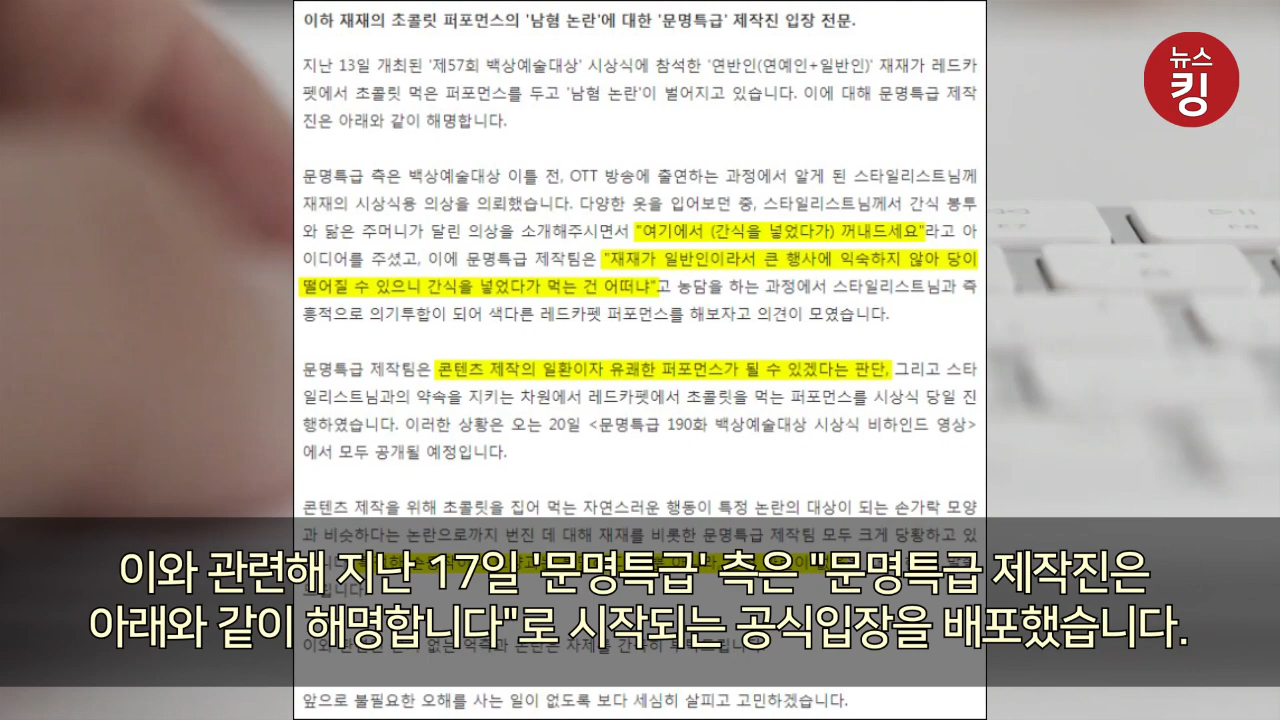 이하 재재의 초콜릿 퍼포먼스의 '남혐 논란'에 대한 '문명특급' 제작진 입장 전문.
지난 13일 개최된 '제57회 백상예술대상' 시상식에 참석한 '연반인(연예인+일반인)' 재재가 레드카
펫에서 초콜릿 먹은 퍼포먼스를 두고 '남혐 논란'이 벌어지고 있습니다. 이에 대해 문명특급 제작
진은 아래와 같이 해명합니다.
뉴스
킹
문명특급 측은 백상예술대상 이틀 전, OTT 방송에 출연하는 과정에서 알게 된 스타일리스트님께
재재의 시상식용 의상을 의뢰했습니다. 다양한 옷을 입어보던 중, 스타일리스트님께서 간식 봉투
와 닮은 주머니가 달린 의상을 소개해주시면서 "여기에서 (간식을 넣었다가) 꺼내드세요"라고 아
이디어를 주셨고, 이에 문명특급 제작팀은 "재재가 일반인이라서 큰 행사에 익숙하지 않아 당이
떨어질 수 있으니 간식을 넣었다가 먹는 건 어떠냐"고 농담을 하는 과정에서 스타일리스트님과 즉
흥적으로 의기투합이 되어 색다른 레드카펫 퍼포먼스를 해보자고 의견이 모였습니다.
문명특급 제작팀은 콘텐츠 제작의 일환이자 유쾌한 퍼포먼스가 될 수 있겠다는 판단, 그리고 스타
일리스트님과의 약속을 지키는 차원에서 레드카펫에서 초콜릿을 먹는 퍼포먼스를 시상식 당일 진
행하였습니다. 이러한 상황은 오는 20일 <문명특급 190화 백상예술대상 시상식 비하인드 영상>
에서 모두 공개될 예정입니다.
콘텐츠 제작을 위해 초콜릿을 집어 먹는 자연스러운 행동이 특정 논란의 대상이 되는 손가락 모양
과 비슷하다는 논란으로까지 번진 데 대해 재재를 비롯한 문명특급 제작팀 모두 크게 당황하고 있
이와 관련해 지난 17일 '문명특급' 측은 "문명특급 제작진은
아래와 같이 해명합니다"로 시작되는 공식입장을 배포했습니다.
앞으로 불필요한 오해를 사는 일이 없도록 보다 세심히 살피고 고민하겠습니다.